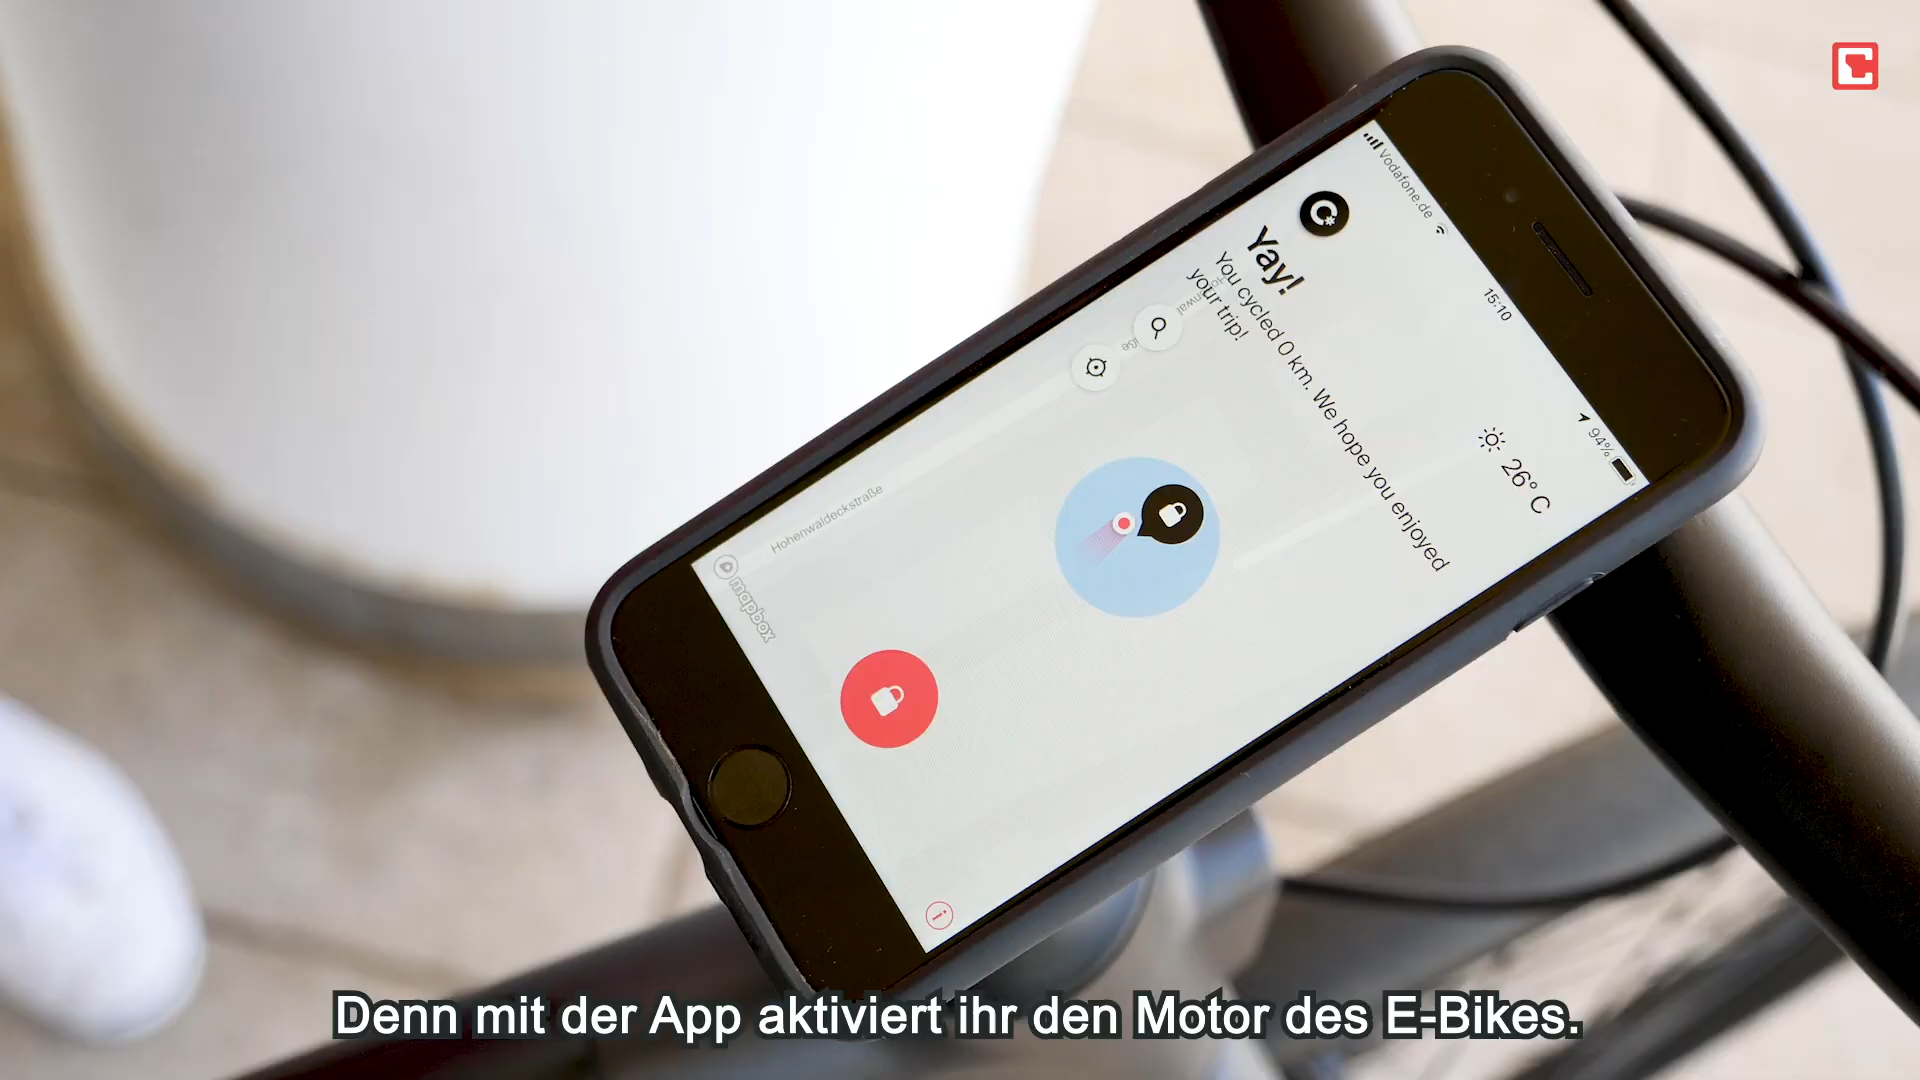 Vodafone.de
15:10
94%
Yay!
26° C
You cycled 0 km. We hope you enjoyed
your trip!
Hohenwaldeckstraße
mapbox
Denn mit der App aktiviert ihr den Motor des E-Bikes.